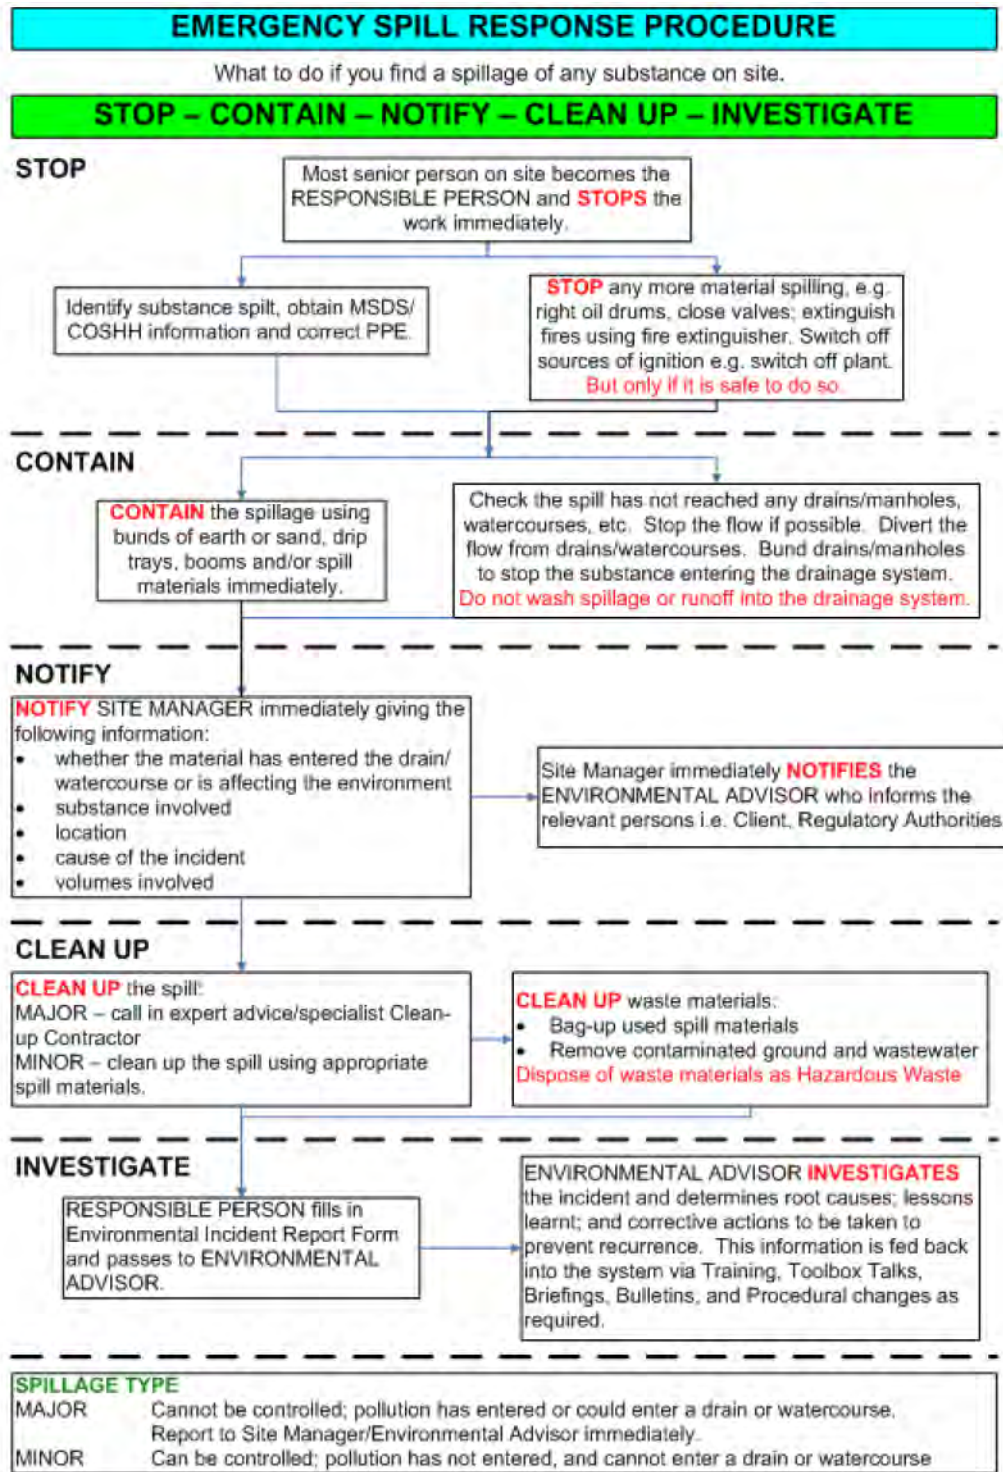 EMERGENCY SPILL RESPONSE PROCEDURE
What to do if you find a spillage of any substance on site.
STOP – CONTAIN – NOTIFY – CLEAN UP – INVESTIGATE
STOP
Most senior person on site becomes the
RESPONSIBLE PERSON and STOPS the
work immediately.
Identify substance spilt, obtain MSDS/
COSHH information and correct PPE.
STOP any more material spilling, e.g.
right oil drums, close valves; extinguish
fires using fire extinguisher. Switch off
sources of ignition e.g. switch off plant.
But only if it is safe to do so.
CONTAIN
CONTAIN the spillage using
bunds of earth or sand, drip
trays, booms and/or spill
materials immediately.
Check the spill has not reached any drains/manholes,
watercourses, etc. Stop the flow if possible. Divert the
flow from drains/watercourses. Bund drains/manholes
to stop the substance entering the drainage system.
Do not wash spillage or runoff into the drainage system.
NOTIFY
NOTIFY SITE MANAGER immediately giving the
following information:
• whether the material has entered the drain/
watercourse or is affecting the environment
• substance involved
• location
• cause of the incident
• volumes involved
Site Manager immediately NOTIFIES the
ENVIRONMENTAL ADVISOR who informs the
relevant persons i.e. Client, Regulatory Authorities
CLEAN UP
CLEAN UP the spill:
MAJOR – call in expert advice/specialist Clean-
up Contractor
MINOR – clean up the spill using appropriate
spill materials.
CLEAN UP waste materials:
• Bag-up used spill materials
• Remove contaminated ground and wastewater
Dispose of waste materials as Hazardous Waste
INVESTIGATE
RESPONSIBLE PERSON fills in
Environmental Incident Report Form
and passes to ENVIRONMENTAL
ADVISOR.
ENVIRONMENTAL ADVISOR INVESTIGATES
the incident and determines root causes; lessons
learnt; and corrective actions to be taken to
prevent recurrence. This information is fed back
into the system via Training, Toolbox Talks,
Briefings, Bulletins, and Procedural changes as
required.
SPILLAGE TYPE
MAJOR Cannot be controlled; pollution has entered or could enter a drain or watercourse.
Report to Site Manager/Environmental Advisor immediately.
MINOR Can be controlled; pollution has not entered, and cannot enter a drain or watercourse